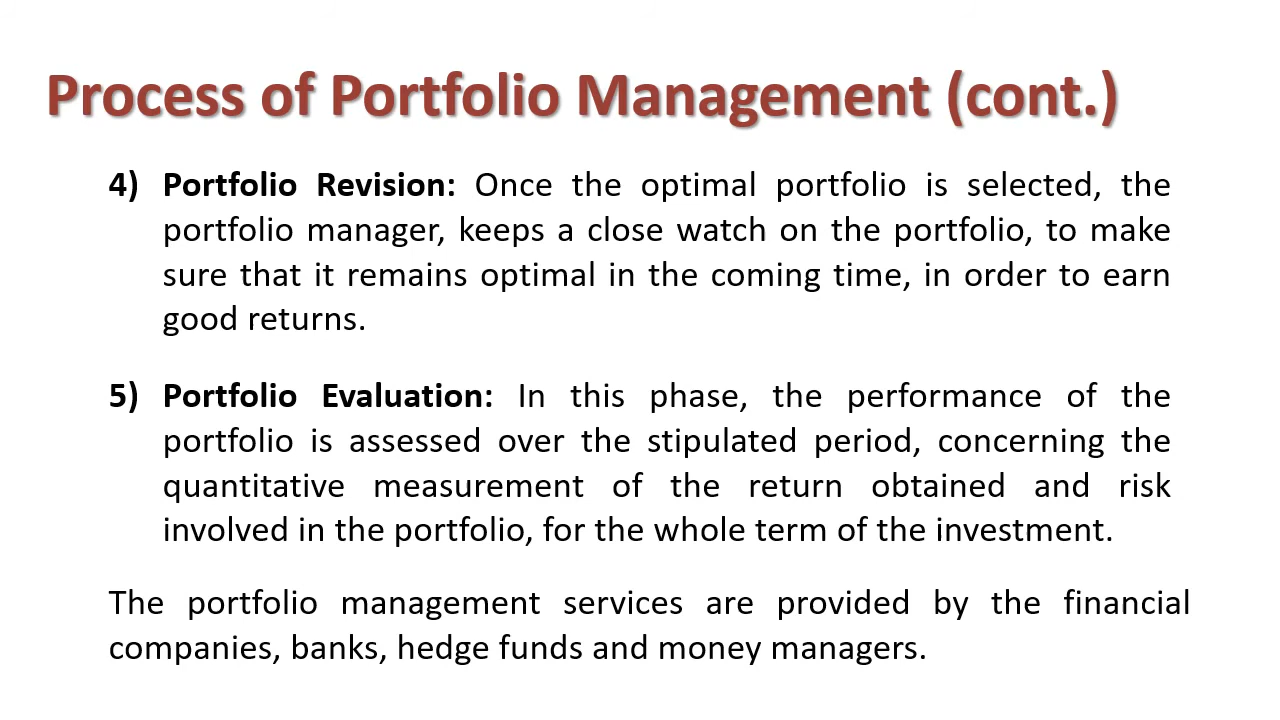 Process of Portfolio Management (cont.)
4) Portfolio Revision: Once the optimal portfolio is selected, the
portfolio manager, keeps a close watch on the portfolio, to make
sure that it remains optimal in the coming time, in order to earn
good returns.
5) Portfolio Evaluation: In this phase, the performance of the
portfolio is assessed over the stipulated period, concerning the
quantitative measurement of the return obtained and risk
involved in the portfolio, for the whole term of the investment.
The portfolio management services are provided by the financial
companies, banks, hedge funds and money managers.